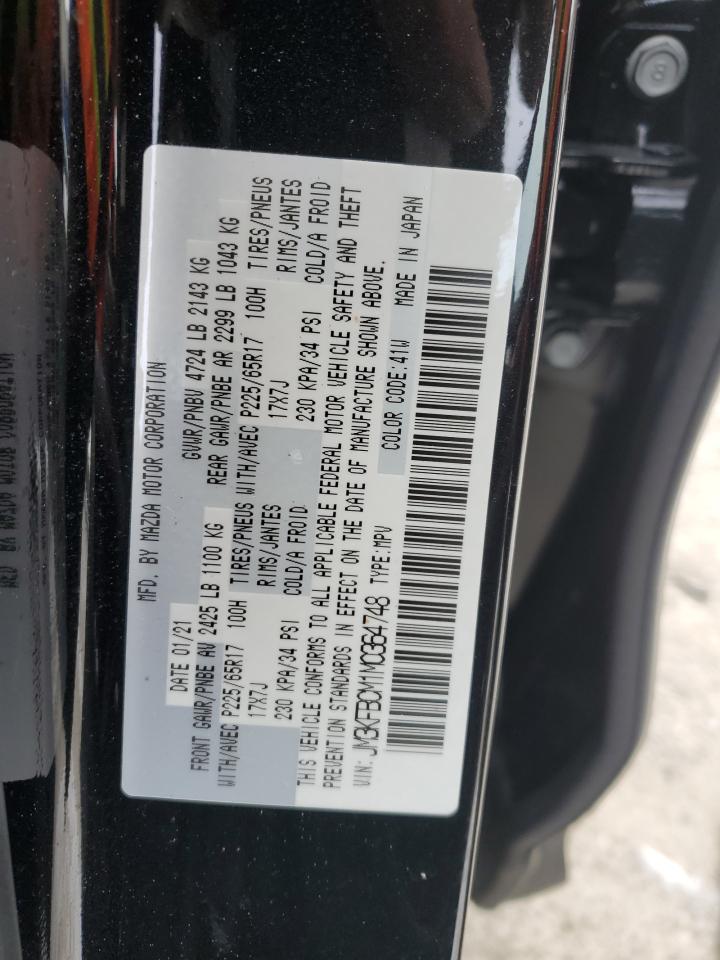 MFD. BY MAZDA MOTOR CORPORATION
DATE 01/21 GVWR/PNBV 4724 LB 2143 KG
FRONT GAWR/PNBE AV 2425 LB 1100 KG REAR GAWR/PNBE AR 2299 LB 1043 KG
WITH/AVEC P225/65R17 100H TIRES/PNEUS WITH/AVEC P225/65R17 100H TIRES/PNEUS
17X7J RIMS/JANTES 17X7J RIMS/JANTES
230 KPA/34 PSI COLD/A FROID 230 KPA/34 PSI COLD/A FROID
THIS VEHICLE CONFORMS TO ALL APPLICABLE FEDERAL MOTOR VEHICLE SAFETY AND THEFT
PREVENTION STANDARDS IN EFFECT ON THE DATE OF MANUFACTURE SHOWN ABOVE.
VIN: JM3KFBCM1M0364748 TYPE:MPV COLOR CODE:41W MADE IN JAPAN
8